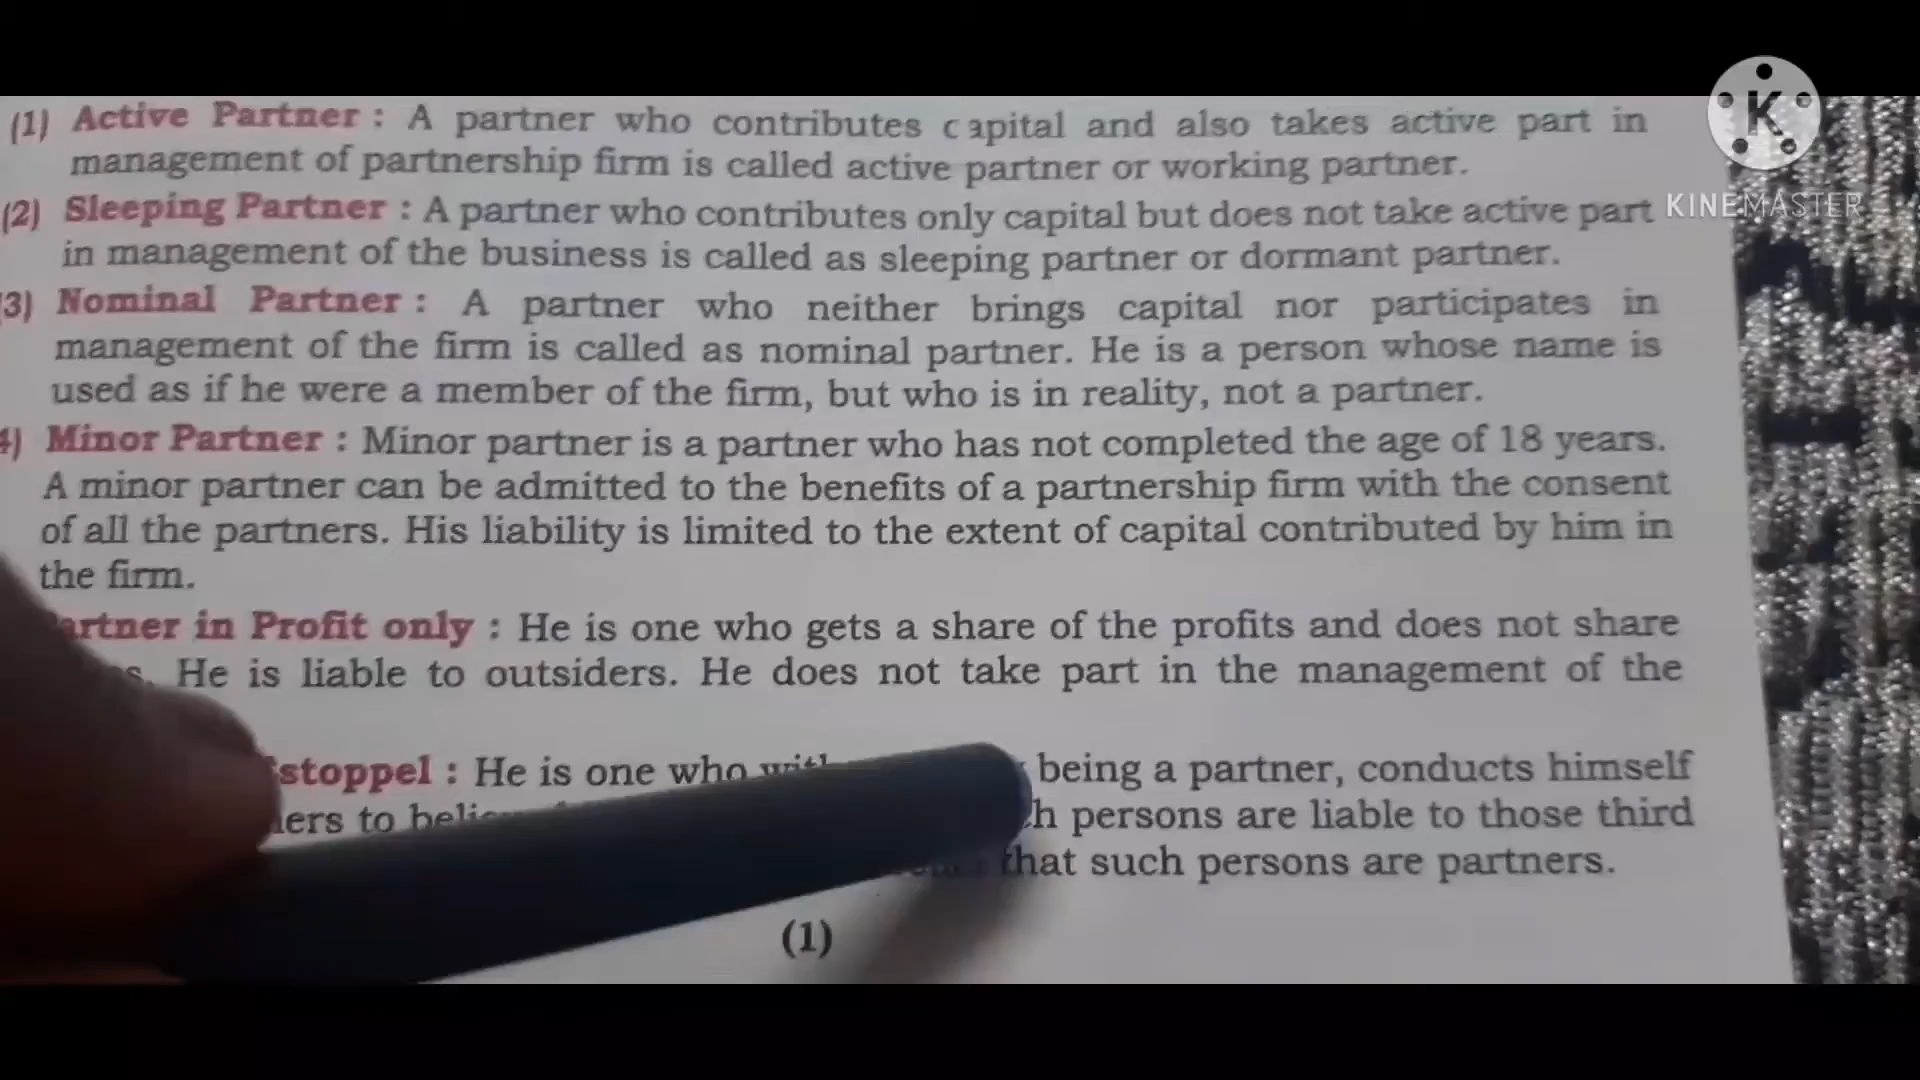 (1) Active Partner : A partner who contributes capital and also takes active part in
management of partnership firm is called active partner or working partner.
(2) Sleeping Partner : A partner who contributes only capital but does not take active part
in management of the business is called as sleeping partner or dormant partner.
3) Nominal Partner : A partner who neither brings capital nor participates in
management of the firm is called as nominal partner. He is a person whose name is
used as if he were a member of the firm, but who is in reality, not a partner.
4) Minor Partner : Minor partner is a partner who has not completed the age of 18 years.
A minor partner can be admitted to the benefits of a partnership firm with the consent
of all the partners. His liability is limited to the extent of capital contributed by him in
the firm.
artner in Profit only : He is one who gets a share of the profits and does not share
He is liable to outsiders. He does not take part in the management of the
stoppel : He is one who being a partner, conducts himself
to persons are liable to those third
that such persons are partners.
(1)
K
KINEMASTER